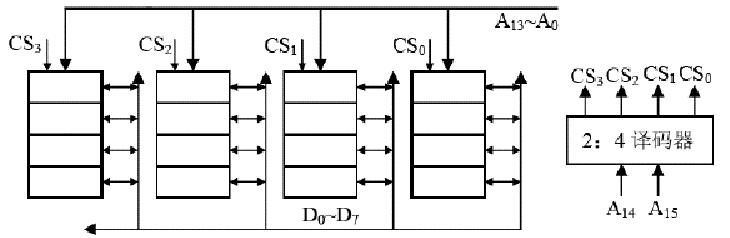 A₁₃~A₀
CS₃ CS₂ CS₁ CS₀
CS₃ CS₂ CS₁ CS₀
2：4 译码器
A₁₄ A₁₅
D₀~D₇